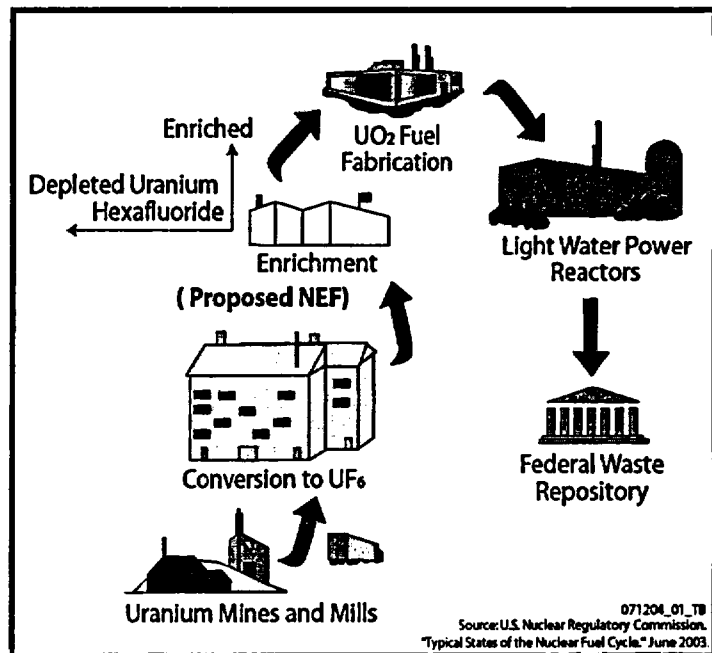 Enriched
Depleted Uranium
Hexafluoride
UO₂ Fuel
Fabrication
Enrichment
( Proposed NEF)
Light Water Power
Reactors
Conversion to UF₆
Federal Waste
Repository
Uranium Mines and Mills
071204_01_TB
Source: U.S. Nuclear Regulatory Commission.
"Typical States of the Nuclear Fuel Cycle." June 2003.